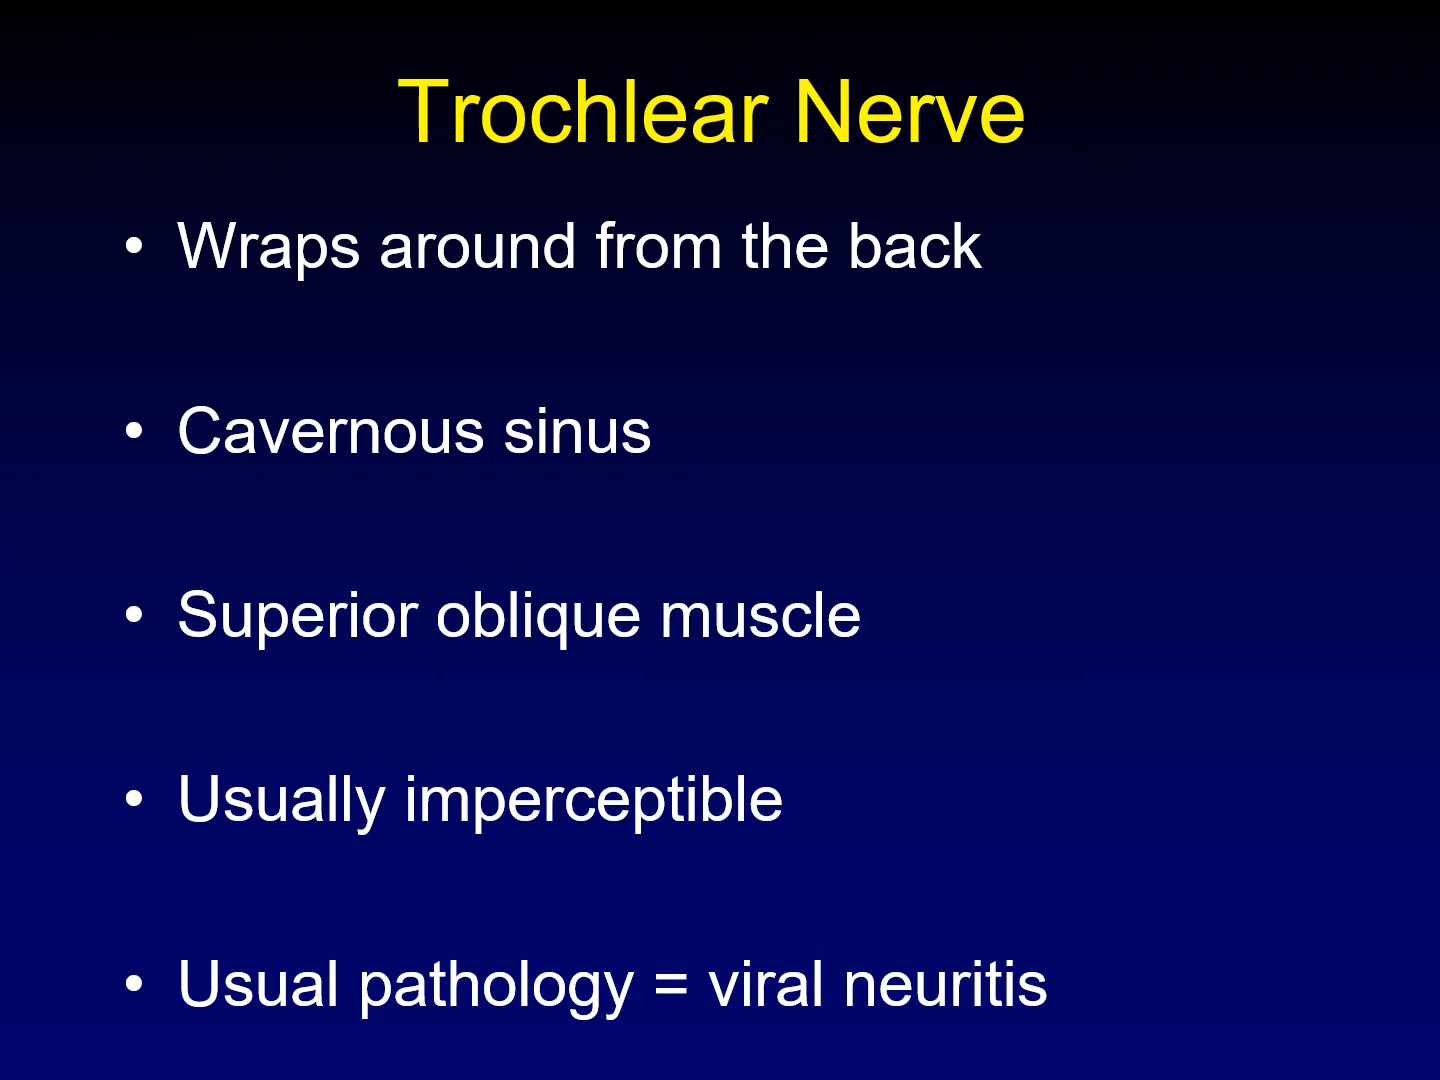 Trochlear Nerve
• Wraps around from the back
• Cavernous sinus
• Superior oblique muscle
• Usually imperceptible
• Usual pathology = viral neuritis